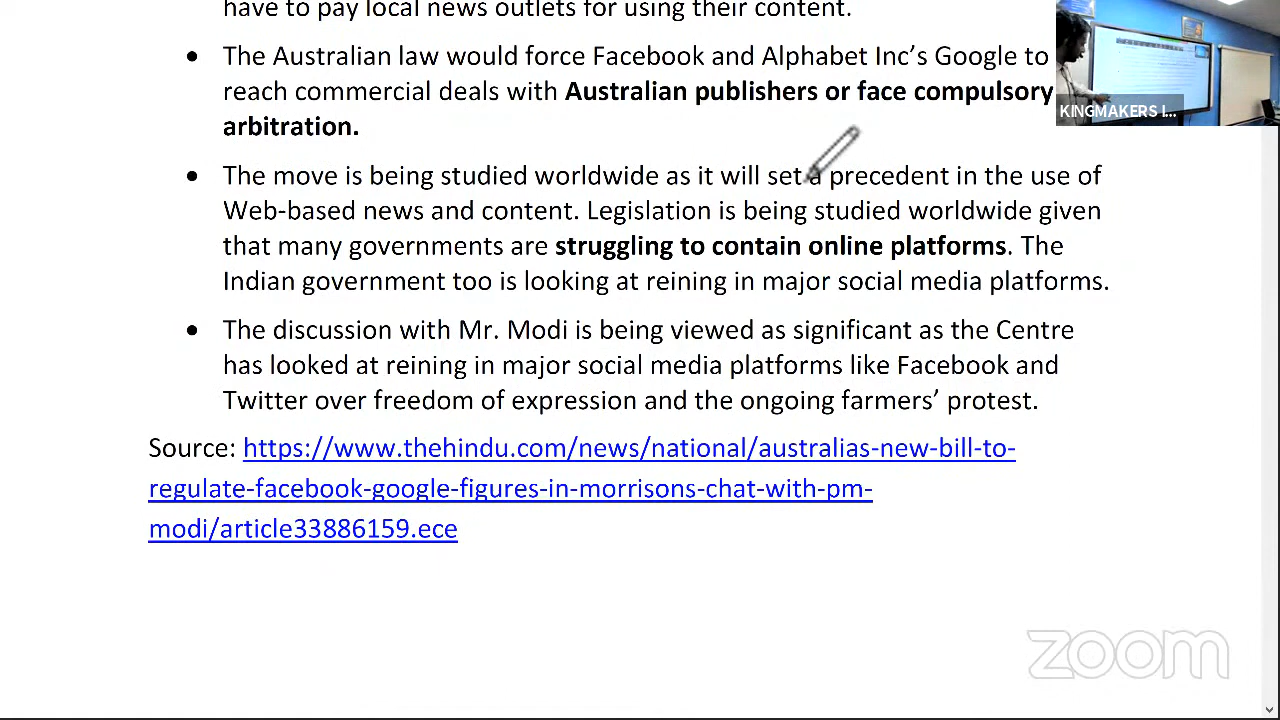 have to pay local news outlets for using their content.
• The Australian law would force Facebook and Alphabet Inc’s Google to
reach commercial deals with Australian publishers or face compulsory
arbitration.
• The move is being studied worldwide as it will set a precedent in the use of
Web-based news and content. Legislation is being studied worldwide given
that many governments are struggling to contain online platforms. The
Indian government too is looking at reining in major social media platforms.
• The discussion with Mr. Modi is being viewed as significant as the Centre
has looked at reining in major social media platforms like Facebook and
Twitter over freedom of expression and the ongoing farmers’ protest.
Source: https://www.thehindu.com/news/national/australias-new-bill-to-
regulate-facebook-google-figures-in-morrisons-chat-with-pm-
modi/article33886159.ece
KINGMAKERS I...
zoom